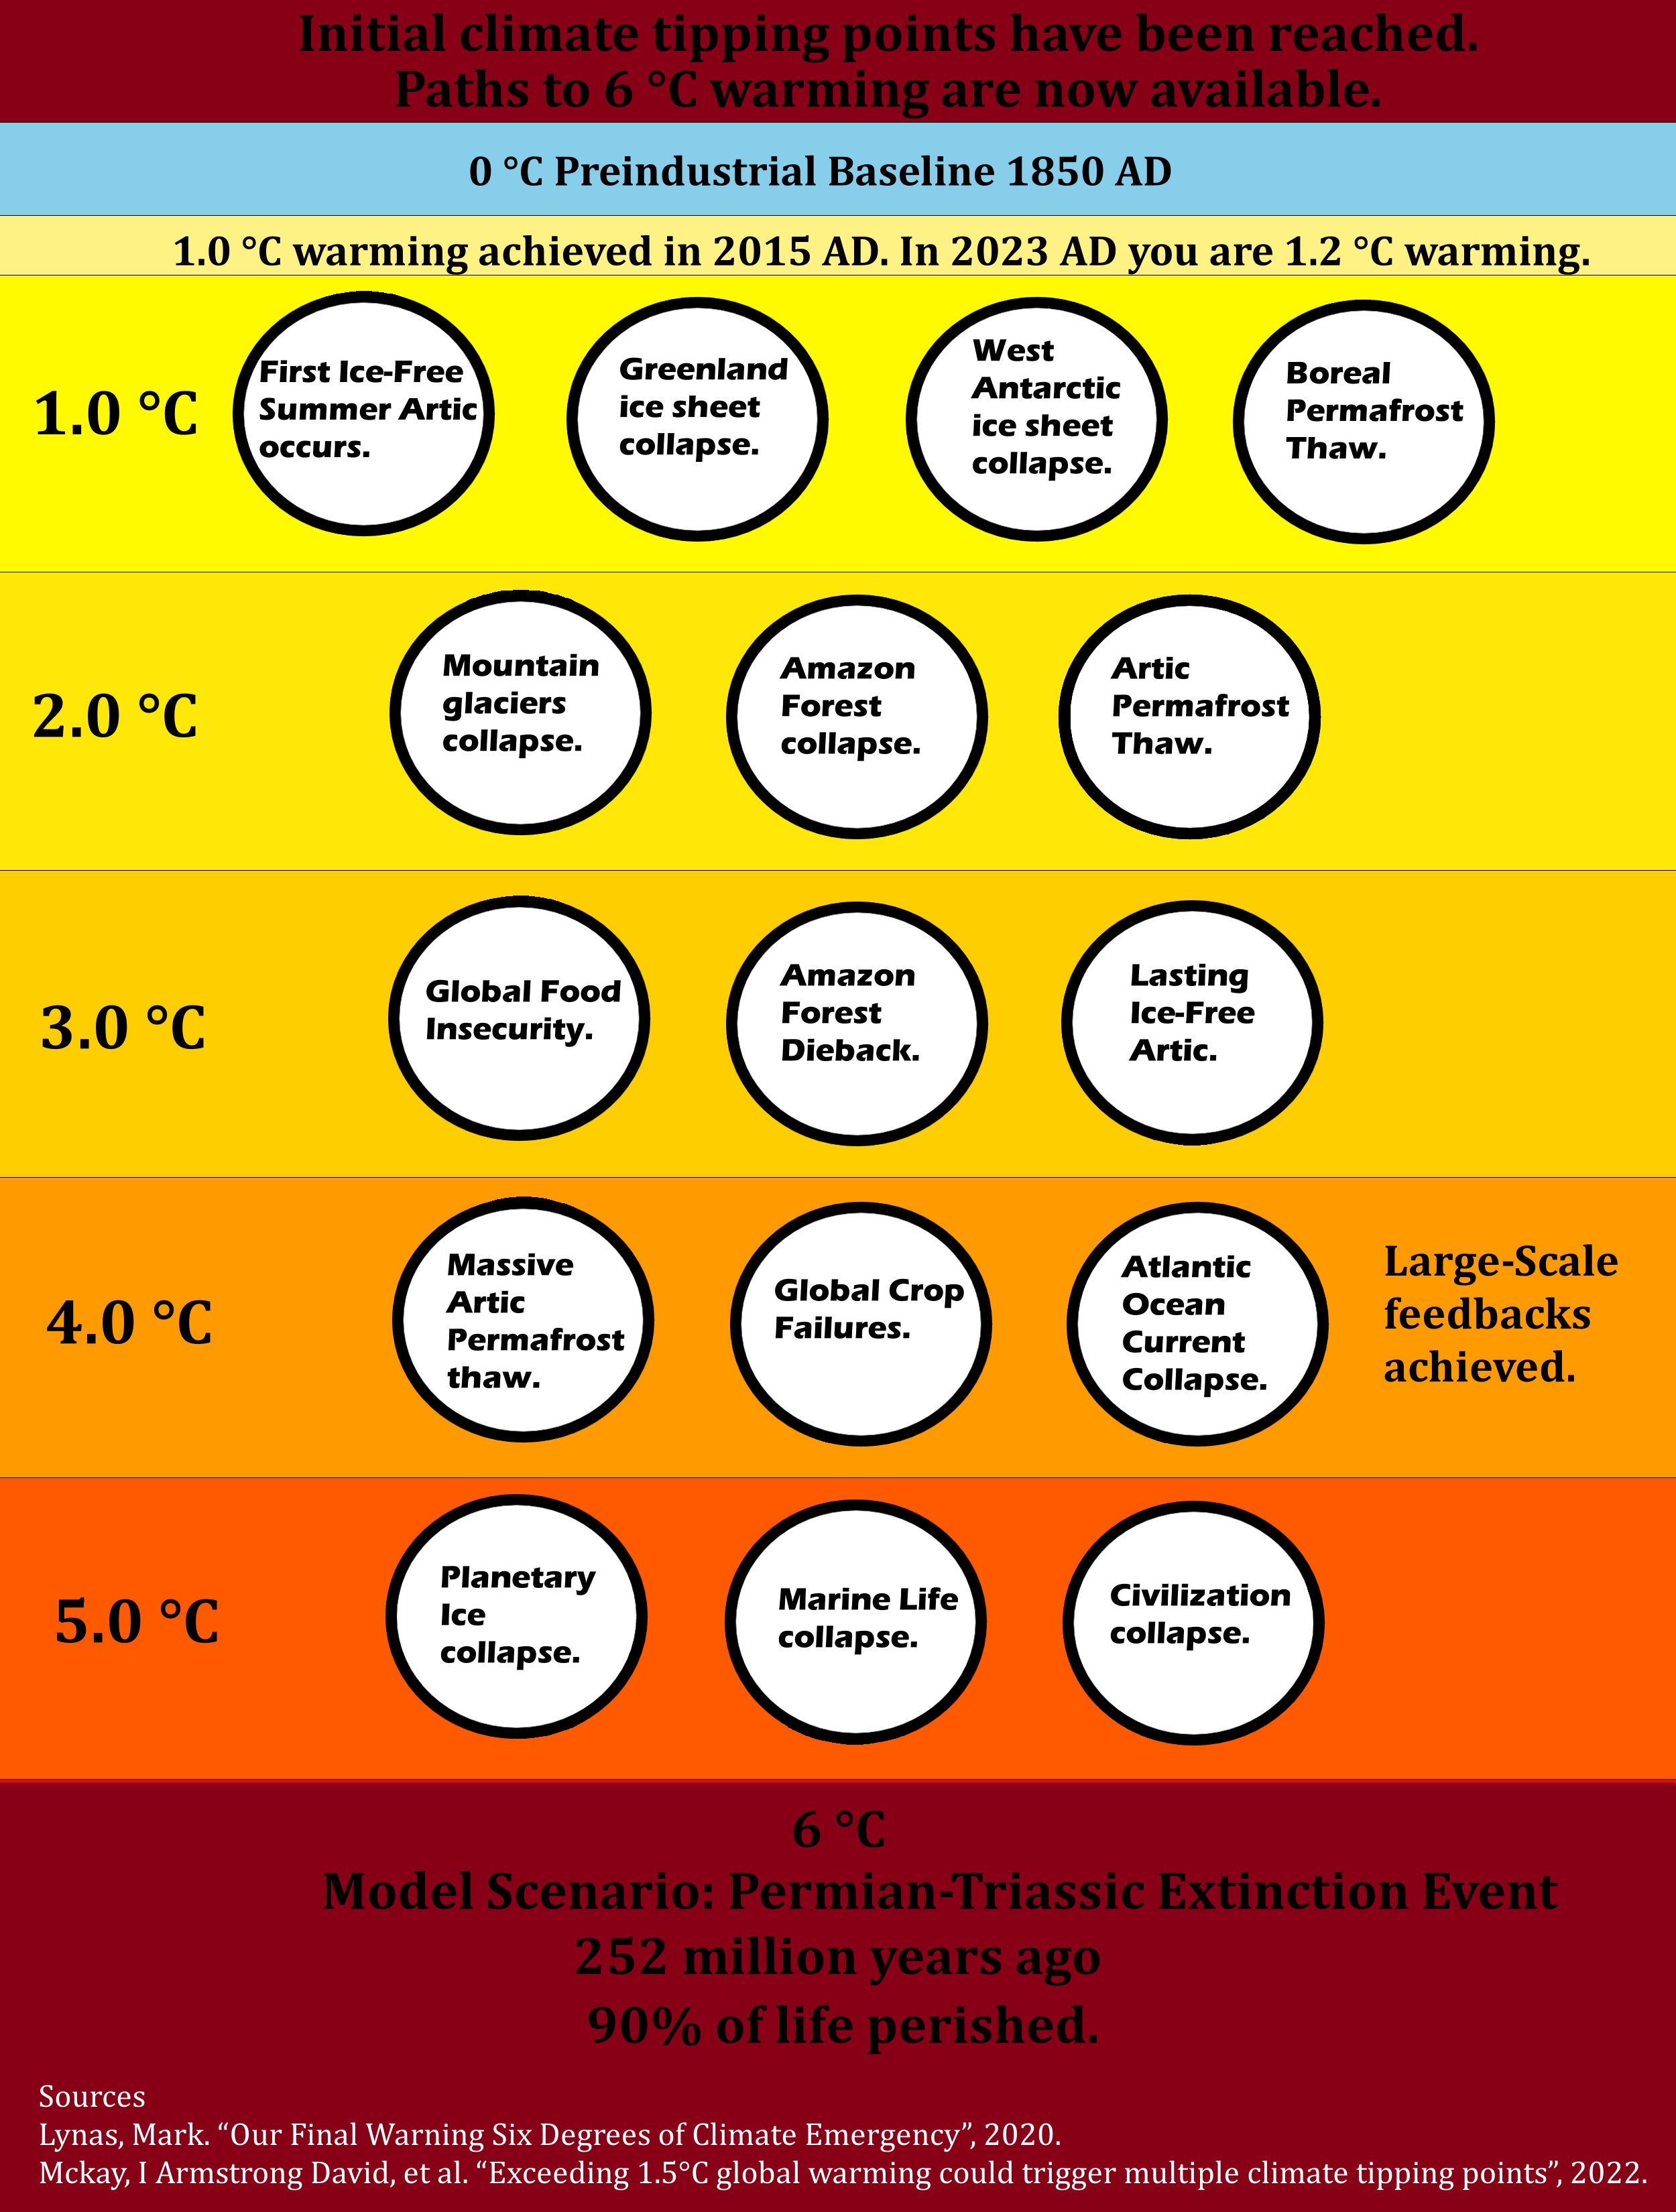 Initial climate tipping points have been reached.
Paths to 6 °C warming are now available.
0 °C Preindustrial Baseline 1850 AD
1.0 °C warming achieved in 2015 AD. In 2023 AD you are 1.2 °C warming.
1.0 °C
First Ice-Free
Summer Artic
occurs.
Greenland
ice sheet
collapse.
West
Antarctic
ice sheet
collapse.
Boreal
Permafrost
Thaw.
2.0 °C
Mountain
glaciers
collapse.
Amazon
Forest
collapse.
Artic
Permafrost
Thaw.
3.0 °C
Global Food
Insecurity.
Amazon
Forest
Dieback.
Lasting
Ice-Free
Artic.
4.0 °C
Massive
Artic
Permafrost
thaw.
Global Crop
Failures.
Atlantic
Ocean
Current
Collapse.
Large-Scale
feedbacks
achieved.
5.0 °C
Planetary
Ice
collapse.
Marine Life
collapse.
Civilization
collapse.
6 °C
Model Scenario: Permian-Triassic Extinction Event
252 million years ago
90% of life perished.
Sources
Lynas, Mark. “Our Final Warning Six Degrees of Climate Emergency”, 2020.
Mckay, I Armstrong David, et al. “Exceeding 1.5°C global warming could trigger multiple climate tipping points”, 2022.